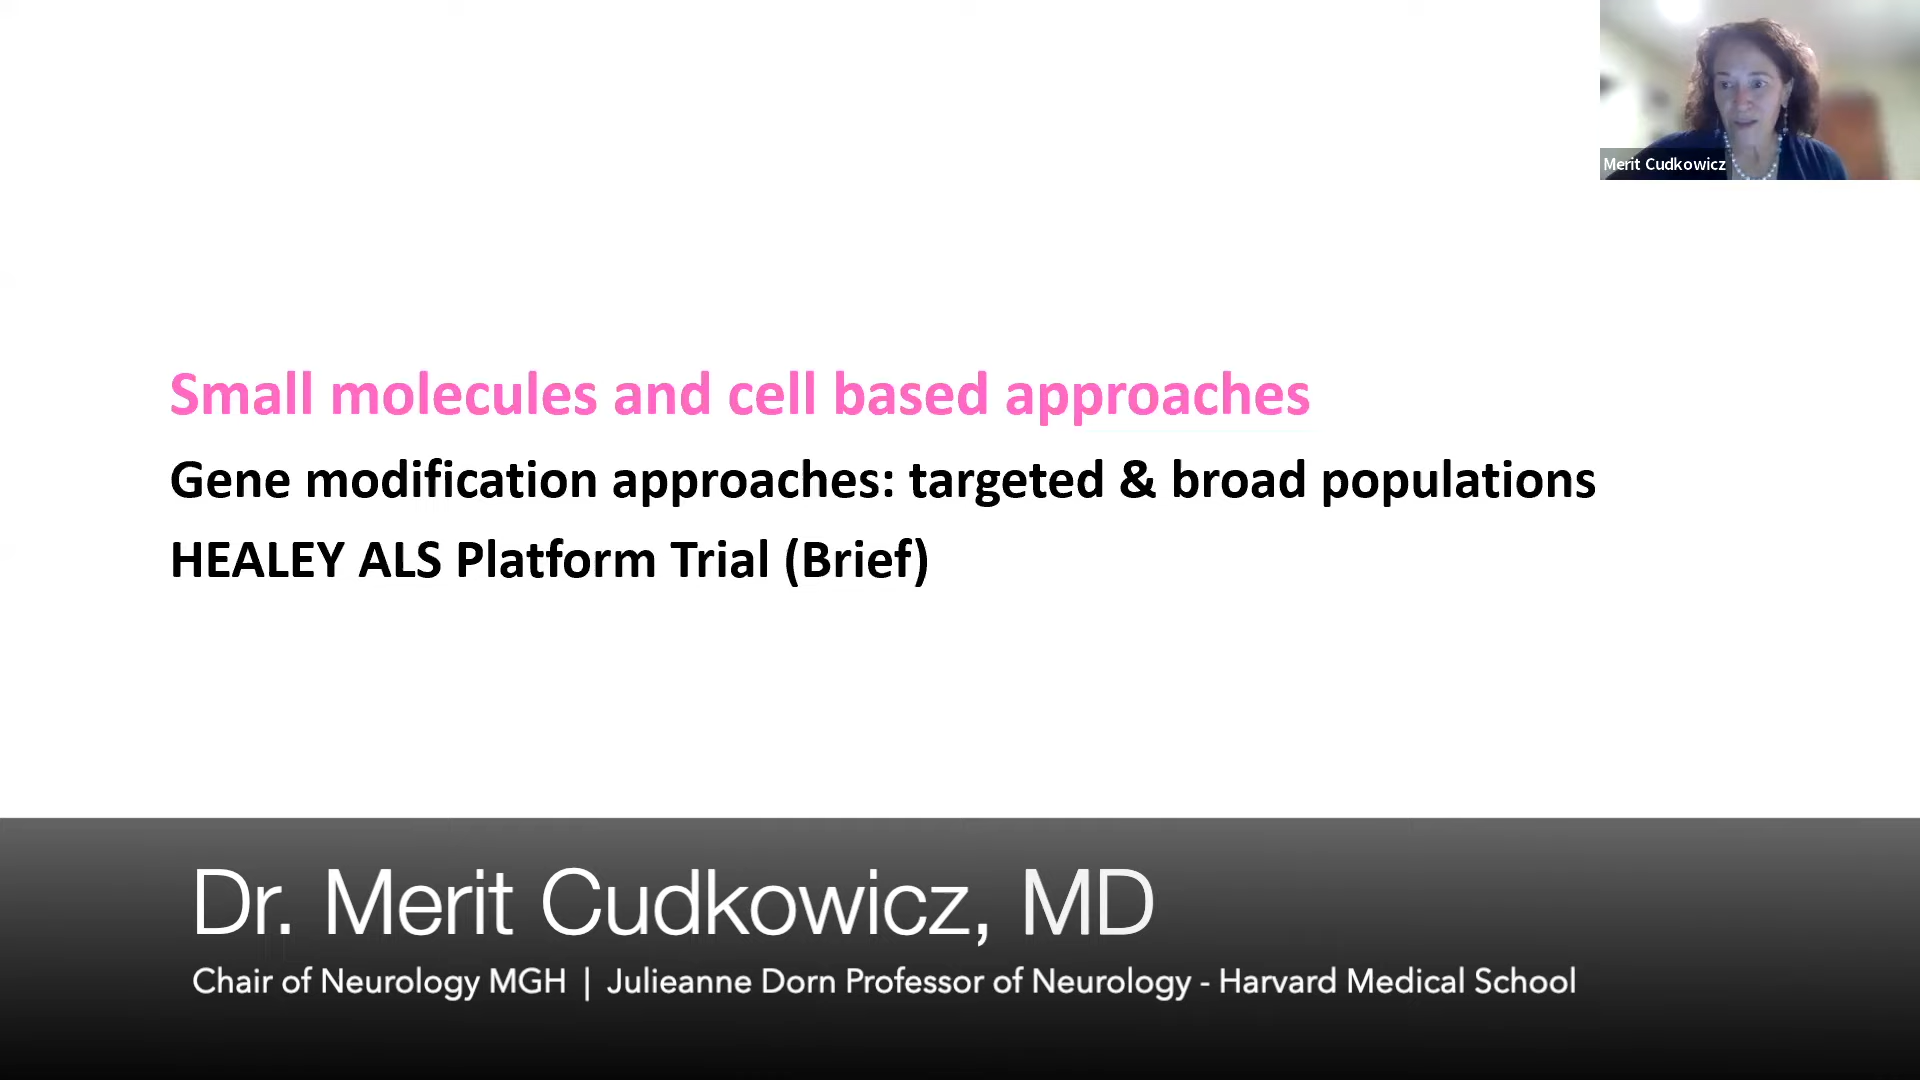 Merit Cudkowicz
Small molecules and cell based approaches
Gene modification approaches: targeted & broad populations
HEALEY ALS Platform Trial (Brief)
Dr. Merit Cudkowicz, MD
Chair of Neurology MGH | Julieanne Dorn Professor of Neurology - Harvard Medical School